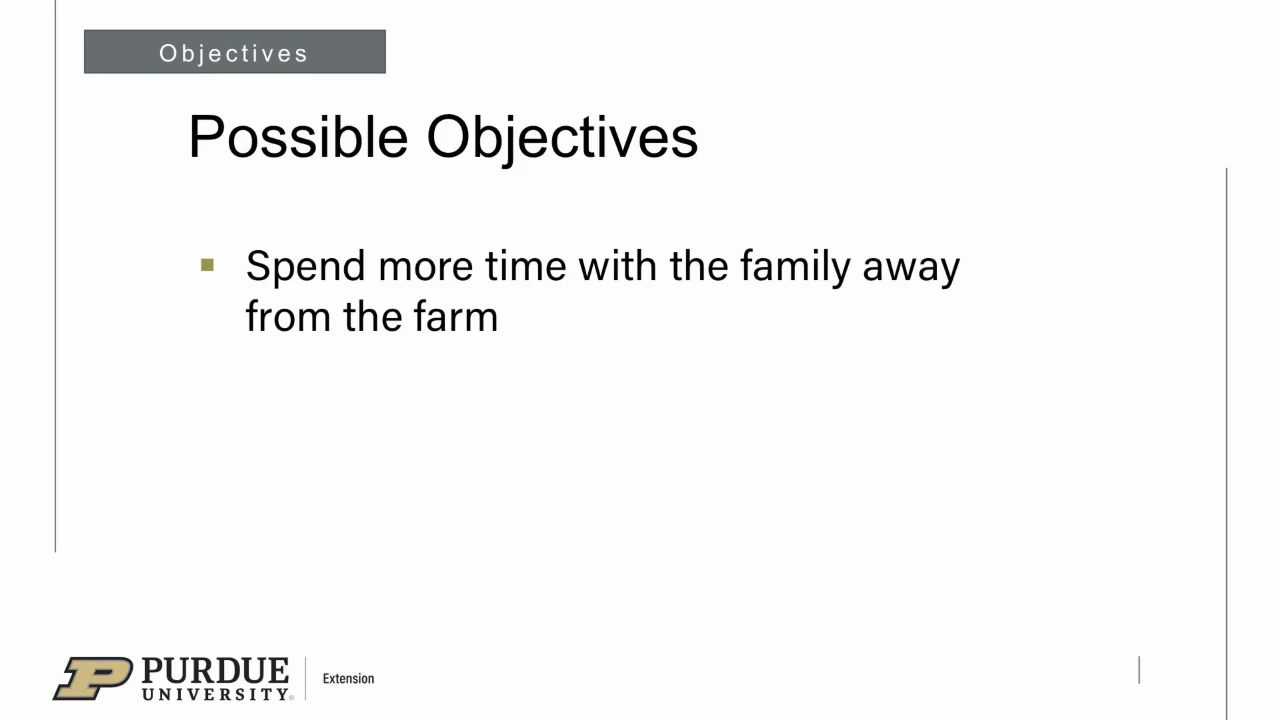 Objectives
Possible Objectives
Spend more time with the family away
from the farm
PURDUE
UNIVERSITY®
Extension